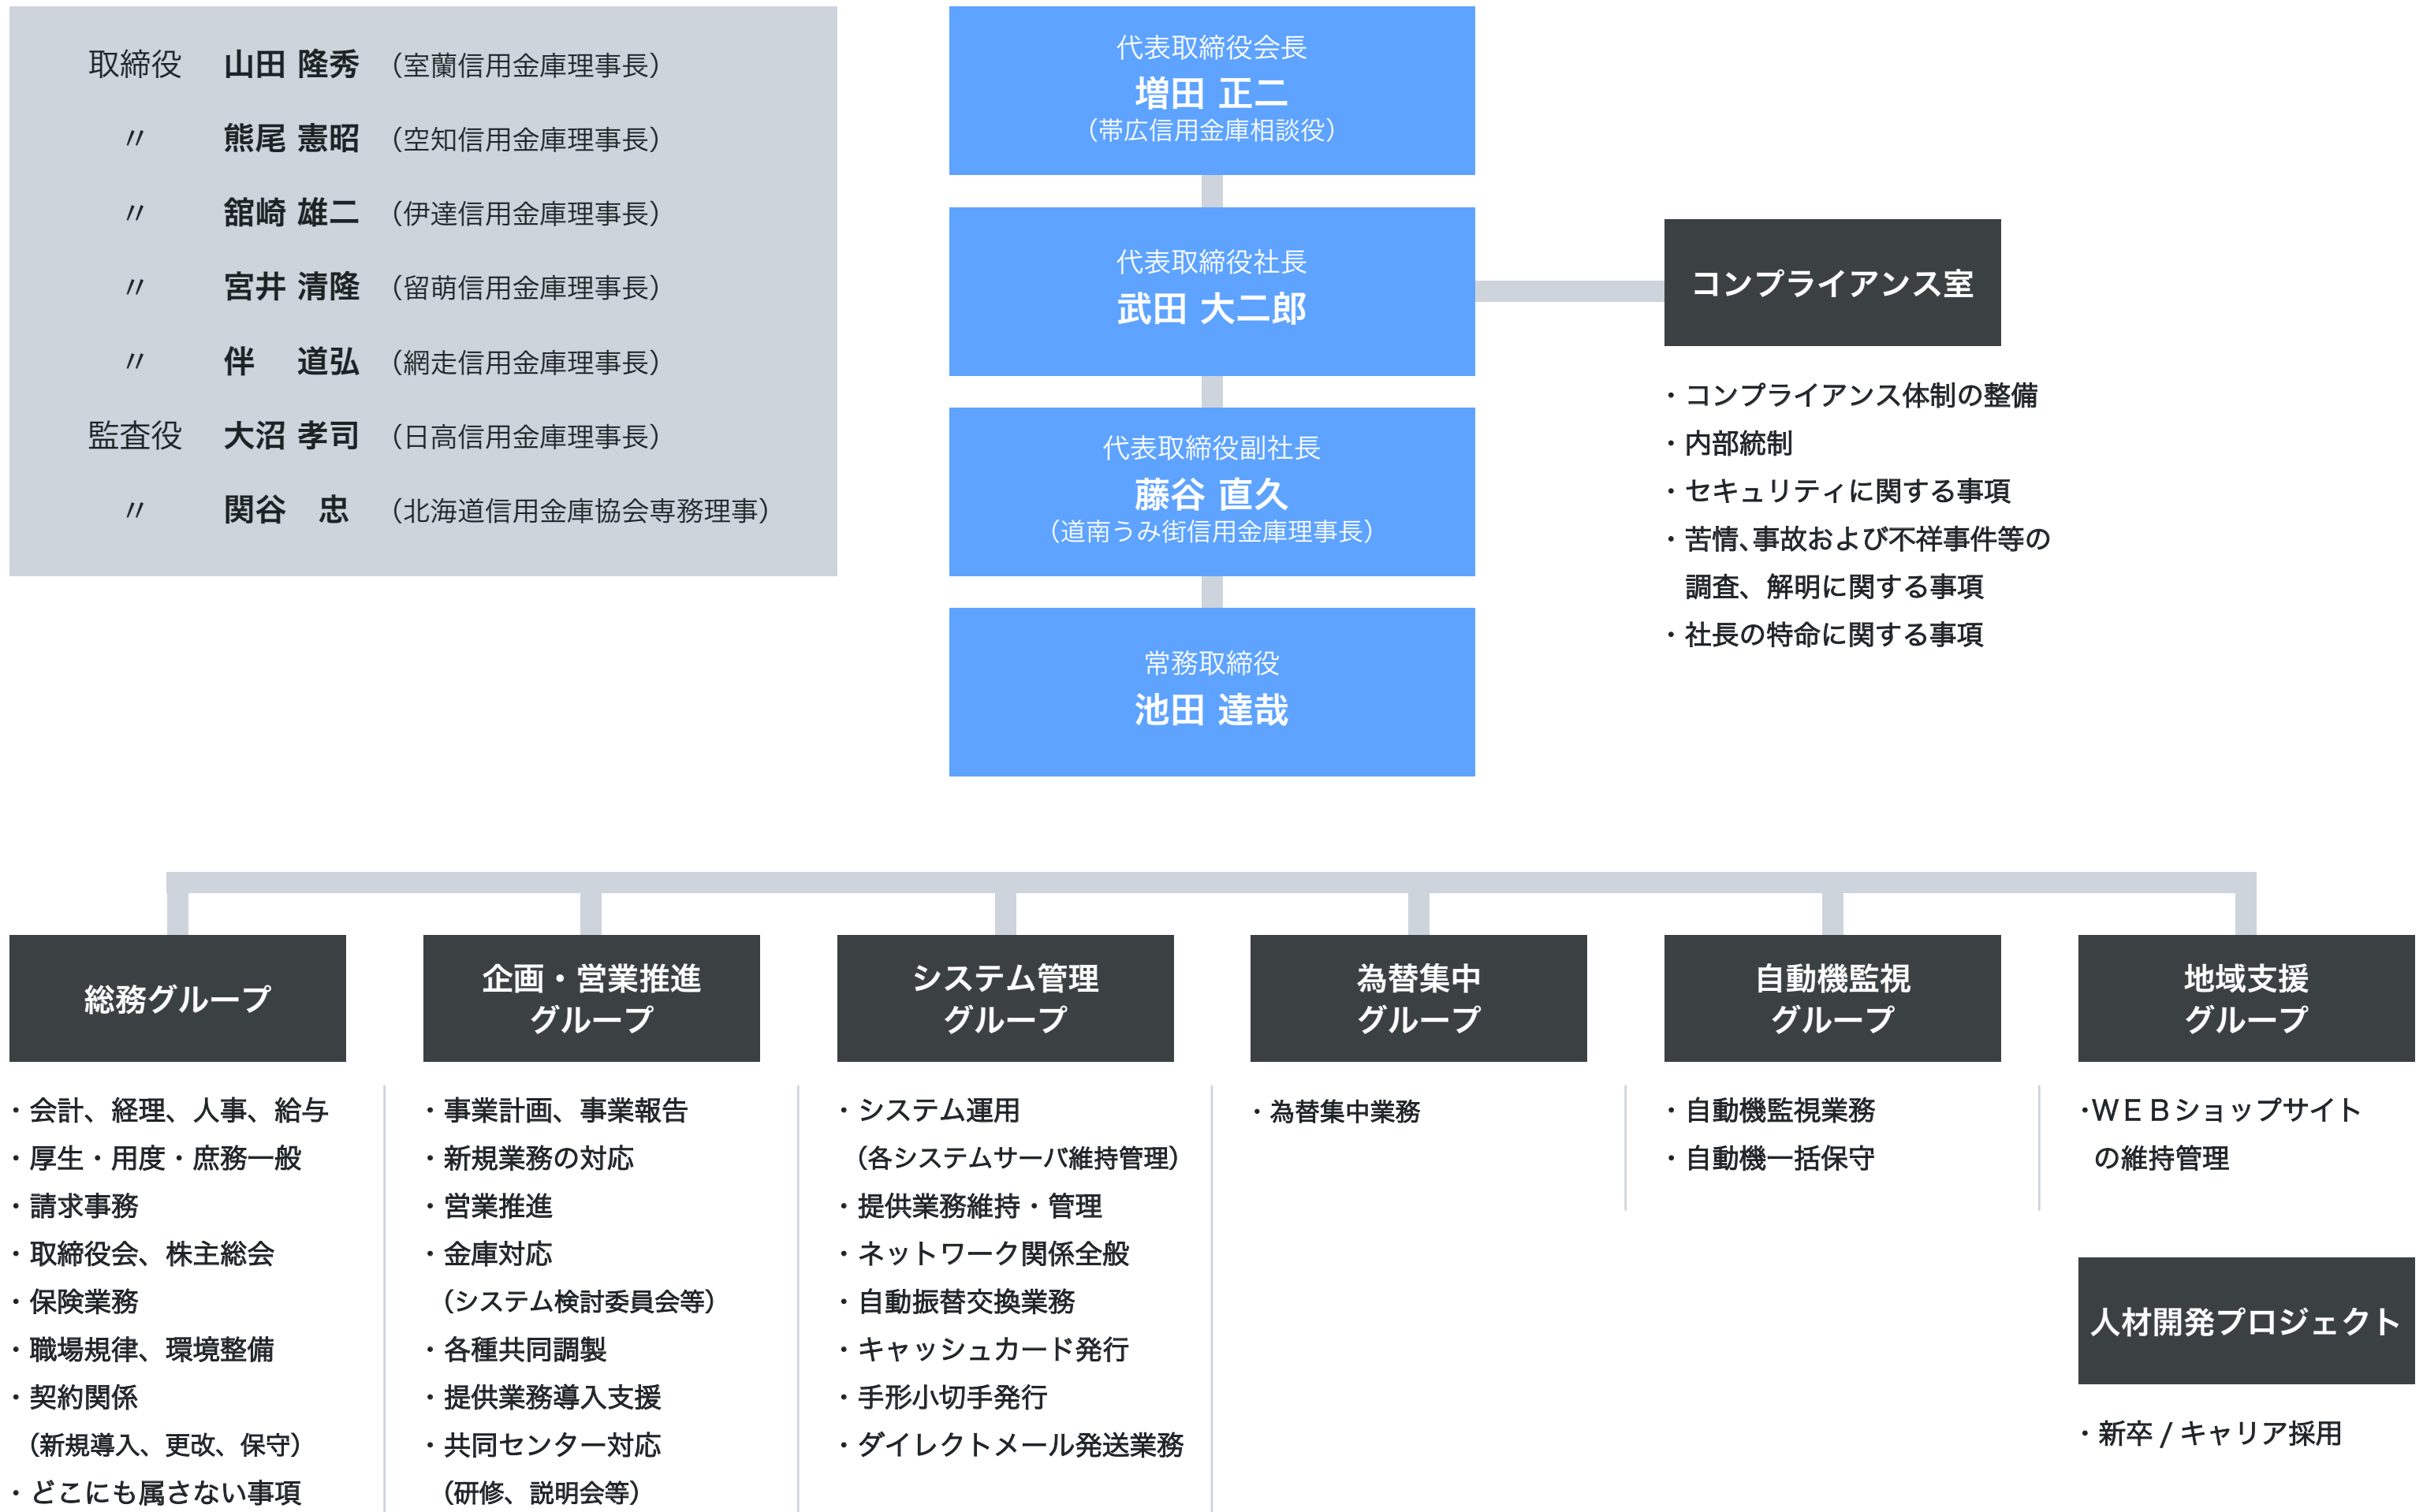 取締役 山田 隆秀 （室蘭信用金庫理事長）
〃 熊尾 憲昭 （空知信用金庫理事長）
〃 舘崎 雄二 （伊達信用金庫理事長）
〃 宮井 清隆 （留萌信用金庫理事長）
〃 伴　道弘 （網走信用金庫理事長）
監査役 大沼 孝司 （日高信用金庫理事長）
〃 関谷　忠 （北海道信用金庫協会専務理事）
代表取締役会長
増田 正二
（帯広信用金庫相談役）
代表取締役社長
武田 大二郎
代表取締役副社長
藤谷 直久
（道南うみ街信用金庫理事長）
常務取締役
池田 達哉
コンプライアンス室
・コンプライアンス体制の整備
・内部統制
・セキュリティに関する事項
・苦情、事故および不祥事件等の
調査、解明に関する事項
・社長の特命に関する事項
総務グループ
・会計、経理、人事、給与
・厚生・用度・庶務一般
・請求事務
・取締役会、株主総会
・保険業務
・職場規律、環境整備
・契約関係
（新規導入、更改、保守）
・どこにも属さない事項
企画・営業推進
グループ
・事業計画、事業報告
・新規業務の対応
・営業推進
・金庫対応
（システム検討委員会等）
・各種共同調製
・提供業務導入支援
・共同センター対応
（研修、説明会等）
システム管理
グループ
・システム運用
（各システムサーバ維持管理）
・提供業務維持・管理
・ネットワーク関係全般
・自動振替交換業務
・キャッシュカード発行
・手形小切手発行
・ダイレクトメール発送業務
為替集中
グループ
・為替集中業務
自動機監視
グループ
・自動機監視業務
・自動機一括保守
地域支援
グループ
・ＷＥＢショップサイト
の維持管理
人材開発プロジェクト
・新卒 / キャリア採用